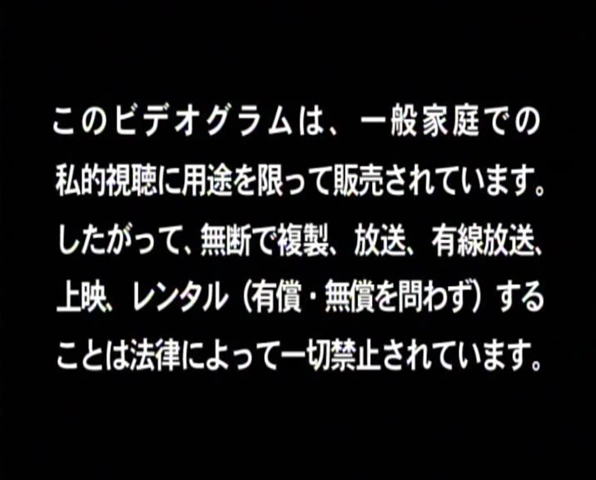 このビデオグラムは、一般家庭での
私的視聴に用途を限って販売されています。
したがって、無断で複製、放送、有線放送、
上映、レンタル（有償・無償を問わず）する
ことは法律によって一切禁止されています。